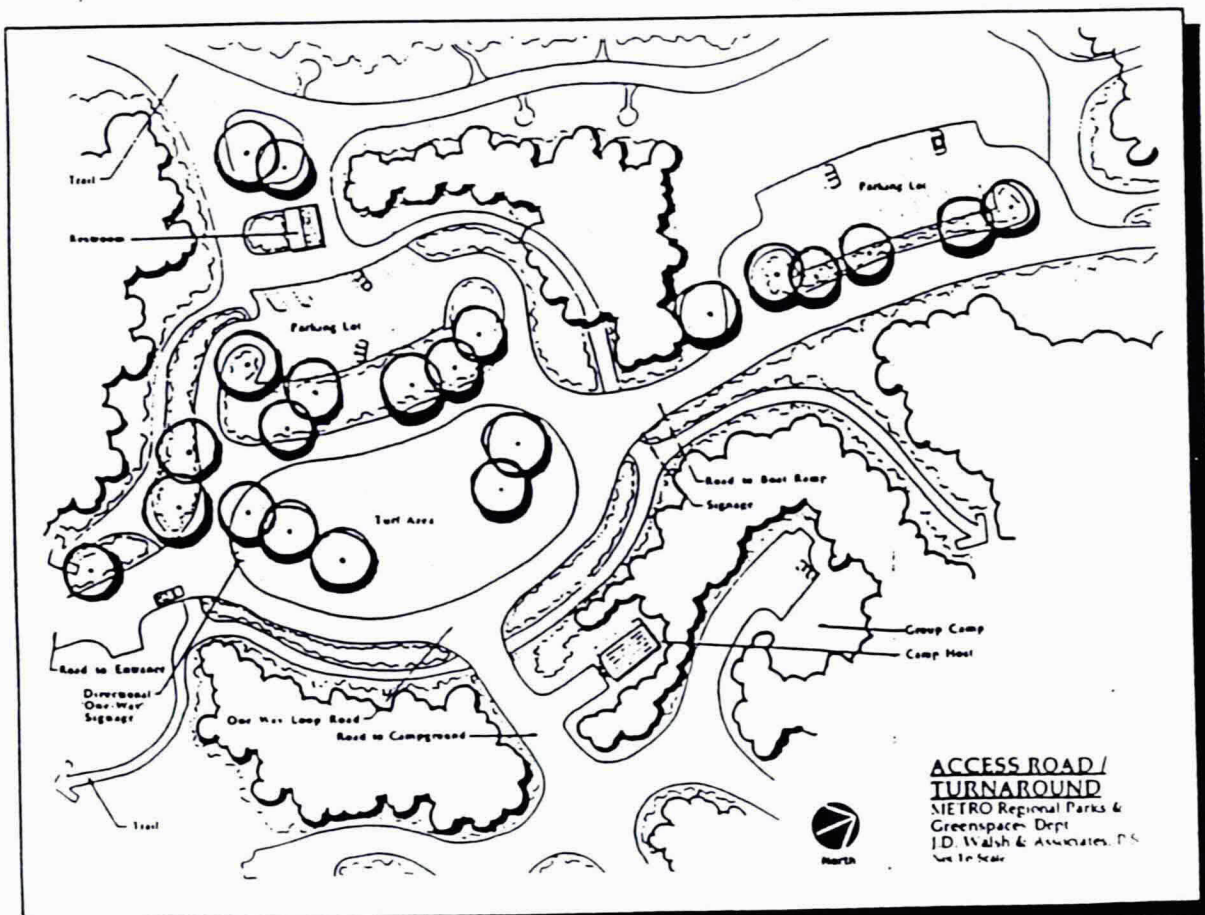 Trail
Restroom
Parking Lot
Parking Lot
Turf Area
Road to Boat Ramp
Signage
Group Camp
Camp Host
Road to Entrance
Directional
'One-Way'
Signage
One Way Loop Road
Road to Campground
Trail
North
ACCESS ROAD /
TURNAROUND
METRO Regional Parks &
Greenspaces Dept
J.D. Walsh & Associates, P.S.
Not To Scale